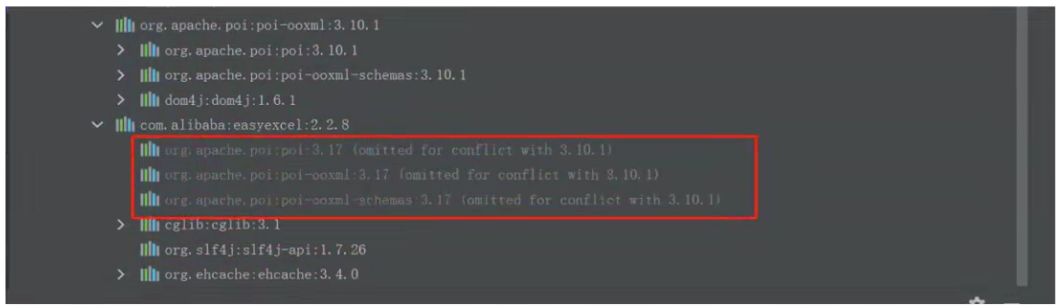 org.apache.poi:poi-ooxml:3.10.1
org.apache.poi:poi:3.10.1
org.apache.poi:poi-ooxml-schemas:3.10.1
dom4j:dom4j:1.6.1
com.alibaba:easyexcel:2.2.8
org.apache.poi:poi:3.17 (omitted for conflict with 3.10.1)
org.apache.poi:poi-ooxml:3.17 (omitted for conflict with 3.10.1)
org.apache.poi:poi-ooxml-schemas:3.17 (omitted for conflict with 3.10.1)
cglib:cglib:3.1
org.slf4j:slf4j-api:1.7.26
org.ehcache:ehcache:3.4.0